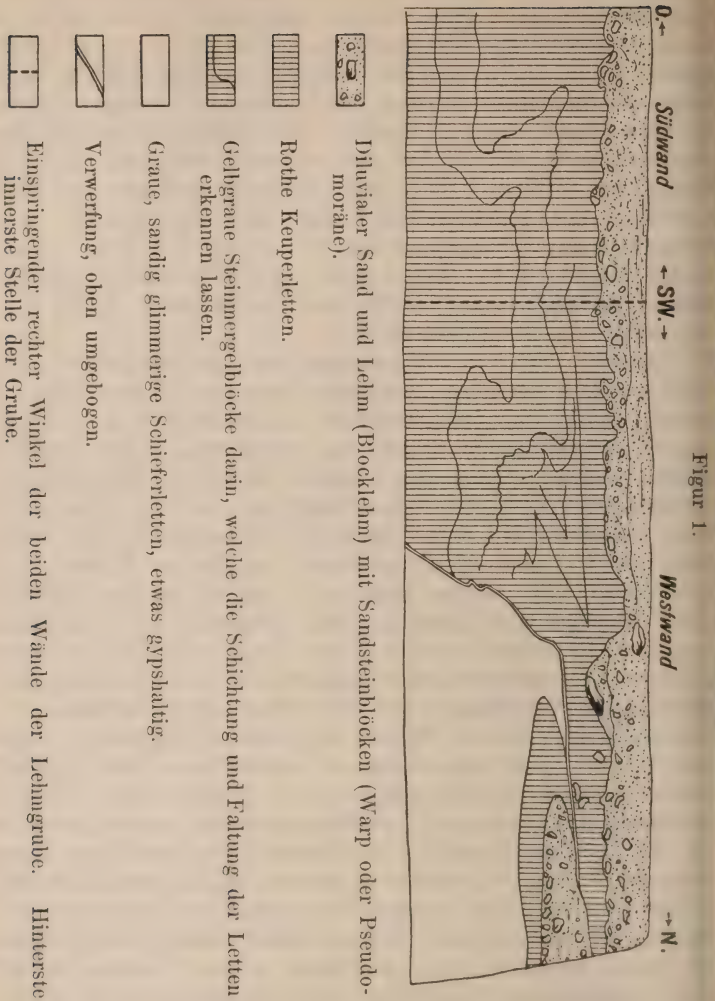 Figur 1.
O.← Südwand ← SW. → Westwand → N.
Diluvialer Sand und Lehm (Blocklehm) mit Sandsteinblöcken (Warp oder Pseudo-
moräne).
Rothe Keuperletten.
Gelbgraue Steinmergelblöcke darin, welche die Schichtung und Faltung der Letten
erkennen lassen.
Graue, sandig glimmerige Schieferletten, etwas gypshaltig.
Verwerfung, oben umgebogen.
Einspringender rechter Winkel der beiden Wände der Lehmgrube. Hinterste
innerste Stelle der Grube.